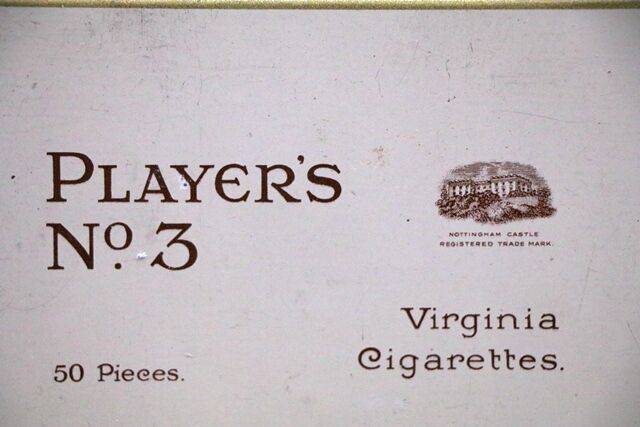 PLAYER'S
No. 3
NOTTINGHAM CASTLE
REGISTERED TRADE MARK.
Virginia
Cigarettes.
50 Pieces.